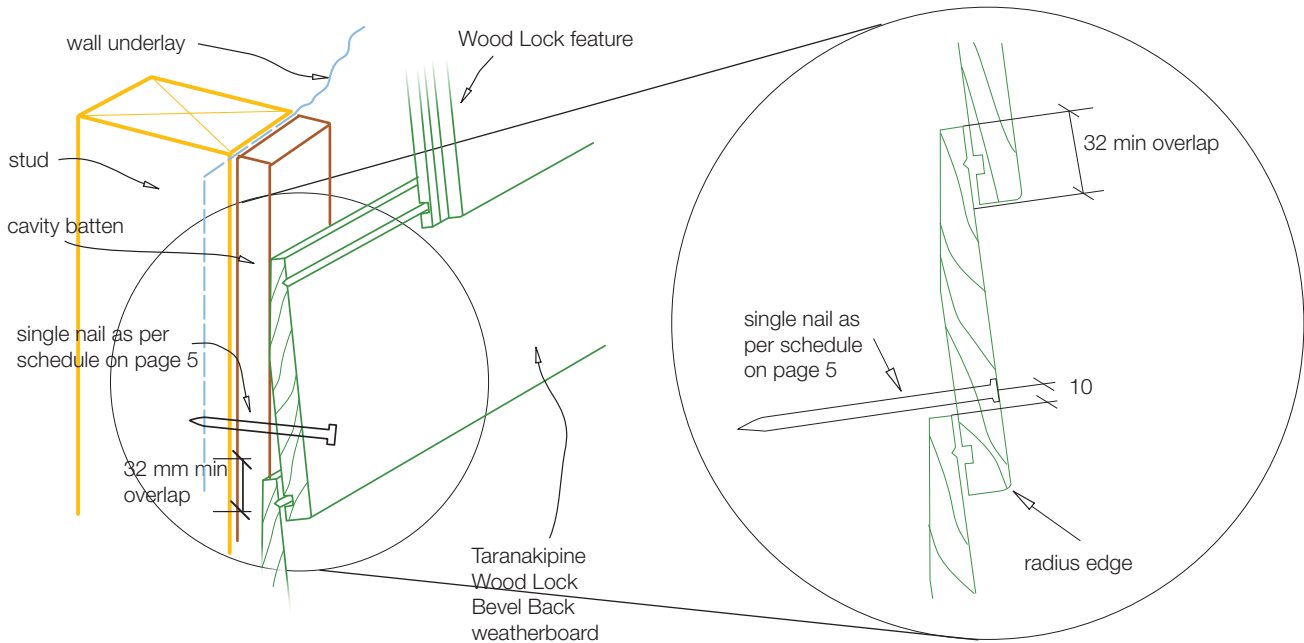 wall underlay
Wood Lock feature
stud
cavity batten
single nail as per
schedule on page 5
32 mm min
overlap
Taranakipine
Wood Lock
Bevel Back
weatherboard
32 min overlap
single nail as
per schedule
on page 5
10
radius edge